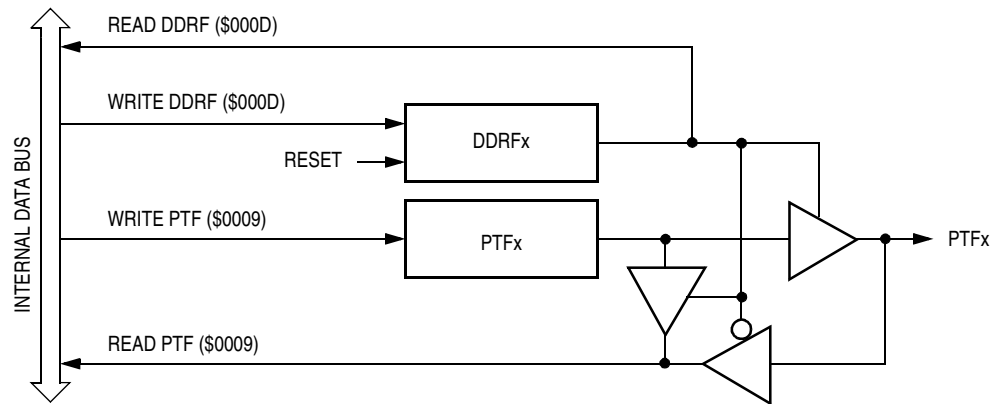 READ DDRF ($000D)
WRITE DDRF ($000D)
DDRFx
RESET
INTERNAL DATA BUS
WRITE PTF ($0009)
PTFx
PTFx
READ PTF ($0009)